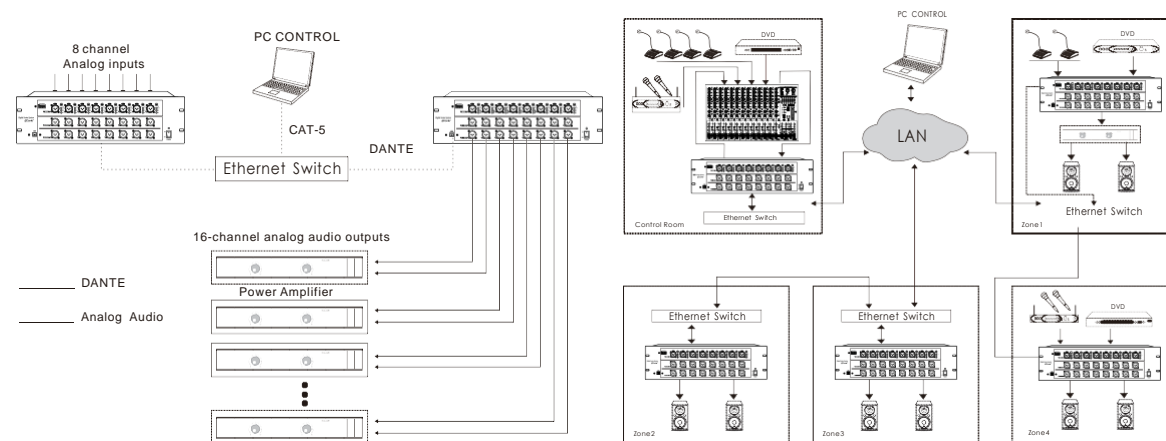 8 channel
Analog inputs
PC CONTROL
CAT-5
DANTE
Ethernet Switch
16-channel analog audio outputs
Power Amplifier
DANTE
Analog Audio
PC CONTROL
DVD
Ethernet Switch
Control Room
LAN
DVD
Ethernet Switch
Zone1
Ethernet Switch
Zone2
Ethernet Switch
Zone3
DVD
Zone4